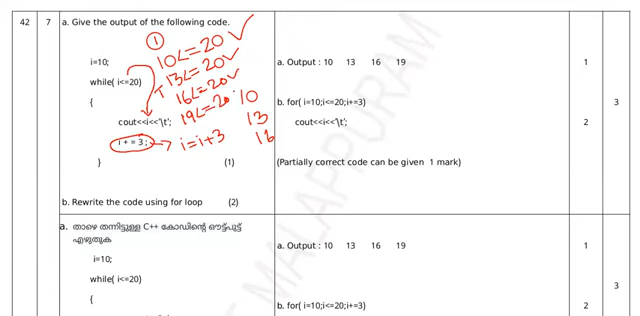 42 7 a. Give the output of the following code.
①
i=10; 10<=20 ✓ a. Output : 10 13 16 19 1
while( i<=20) 13<=20 ✓
T 16<=20 ✓
{ b. for( i=10;i<=20;i+=3) 3
cout<<i<<'\t'; 19<=20 10 cout<<i<<'\t'; 2
13
i + = 3 ; → i=i+3 16
} (1) (Partially correct code can be given 1 mark)
b. Rewrite the code using for loop (2)
a. താഴെ തന്നിട്ടുള്ള C++ കോഡിന്റെ ഔട്ട്പുട്ട്
എഴുതുക a. Output : 10 13 16 19 1
i=10;
while( i<=20) 3
{ b. for( i=10;i<=20;i+=3) 2
MALAPPURAM